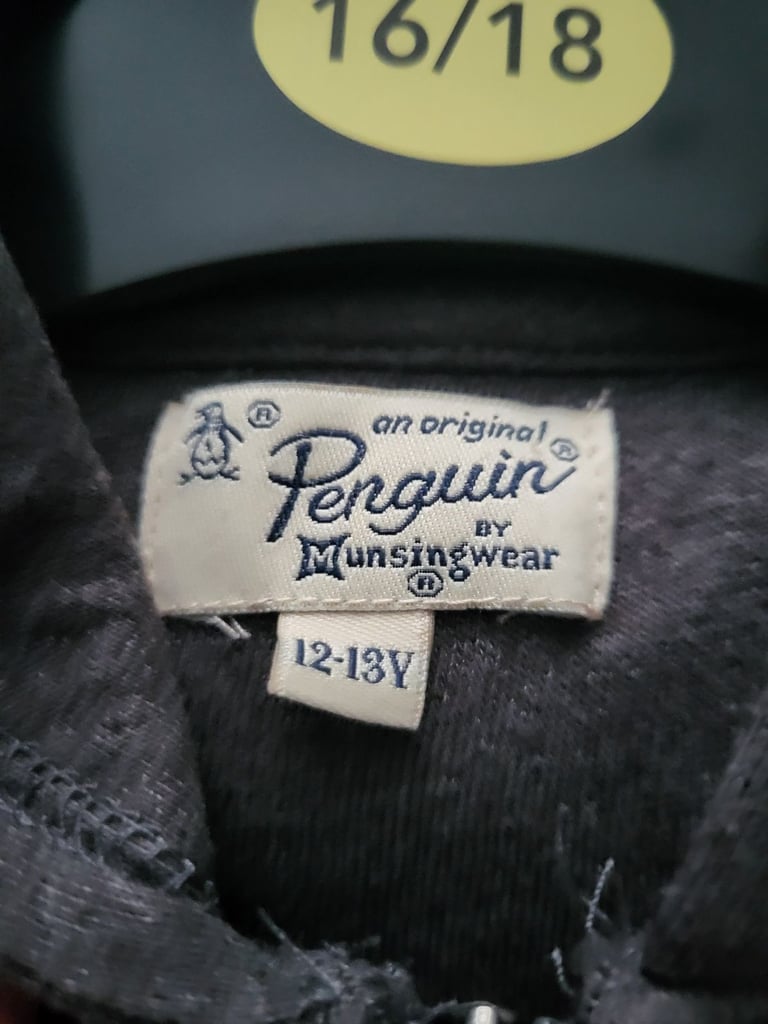 16/18
®
an original
Penguin®
BY
Munsingwear
®
12-13Y